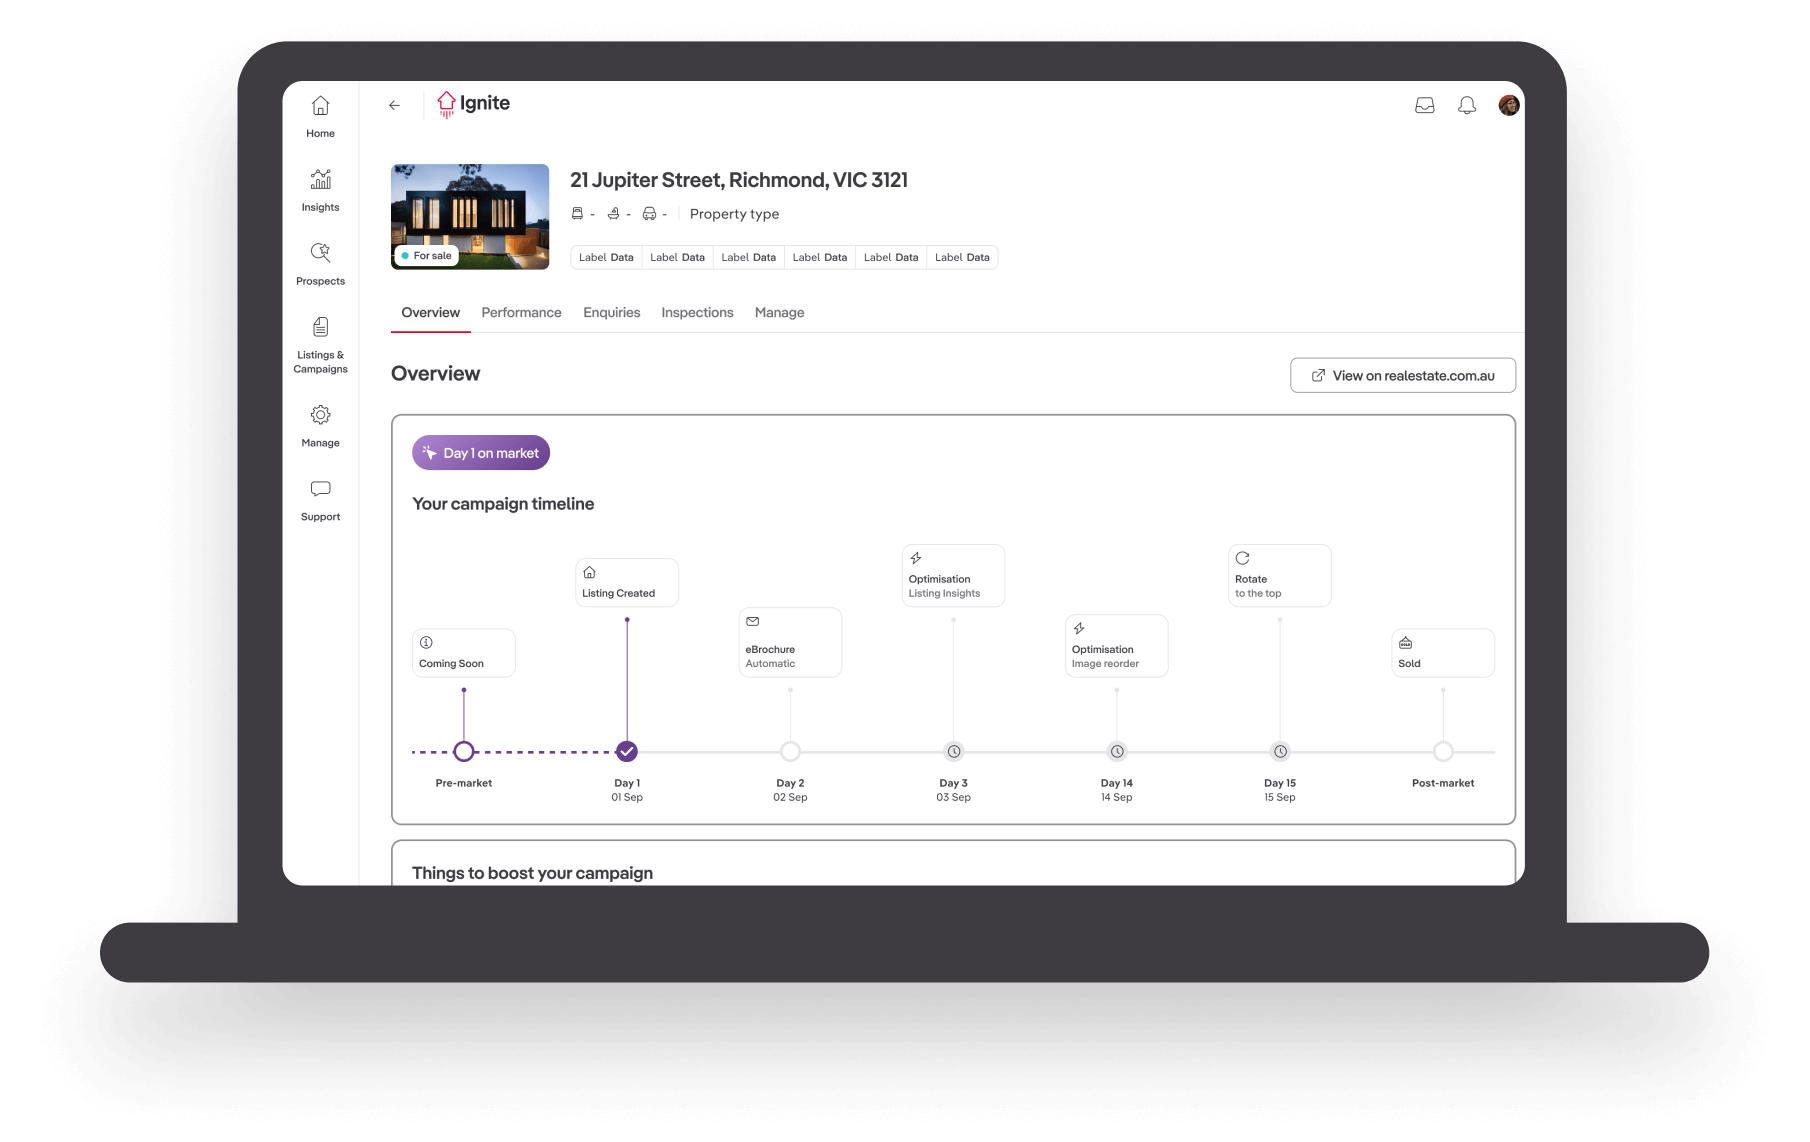 Home
Insights
Prospects
Listings &
Campaigns
Manage
Support
Ignite
For sale
21 Jupiter Street, Richmond, VIC 3121
- - - Property type
Label Data Label Data Label Data Label Data Label Data Label Data
Overview Performance Enquiries Inspections Manage
Overview
View on realestate.com.au
Day 1 on market
Your campaign timeline
Coming Soon
Listing Created
eBrochure
Automatic
Optimisation
Listing Insights
Optimisation
Image reorder
Rotate
to the top
SOLD
Sold
Pre-market
Day 1
01 Sep
Day 2
02 Sep
Day 3
03 Sep
Day 14
14 Sep
Day 15
15 Sep
Post-market
Things to boost your campaign